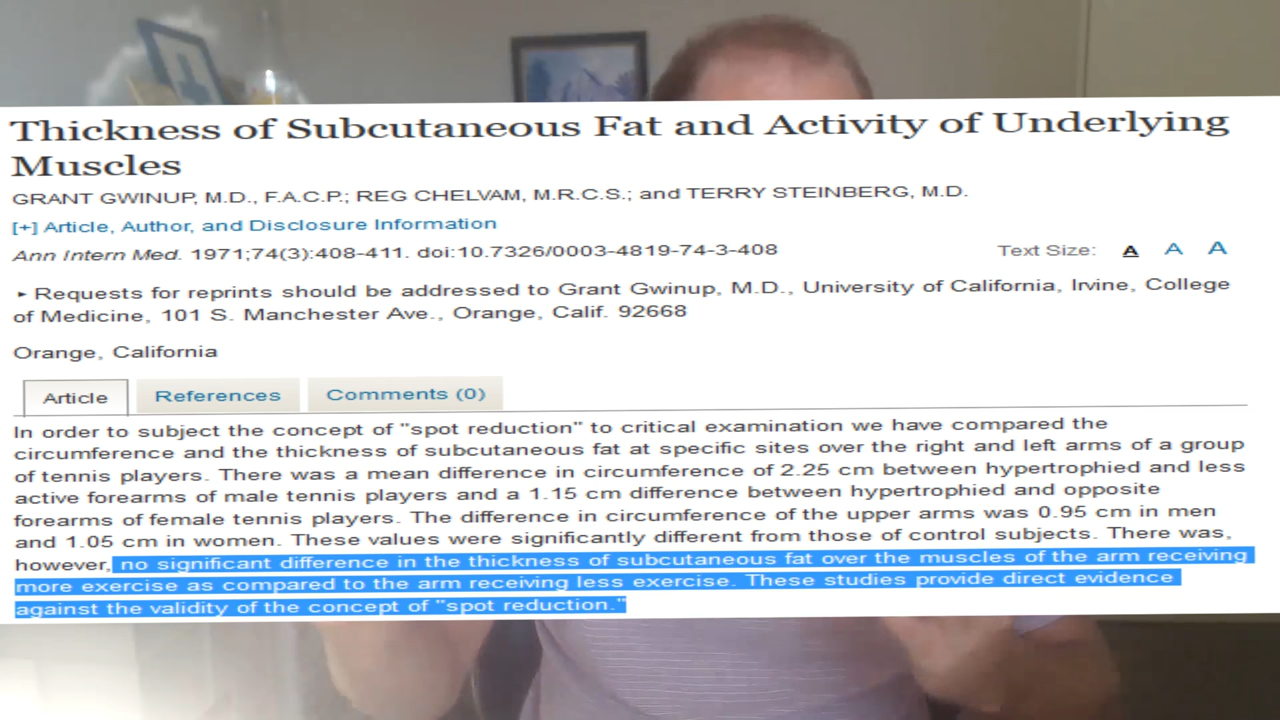 Thickness of Subcutaneous Fat and Activity of Underlying
Muscles
GRANT GWINUP, M.D., F.A.C.P.; REG CHELVAM, M.R.C.S.; and TERRY STEINBERG, M.D.
[+] Article, Author, and Disclosure Information
Ann Intern Med. 1971;74(3):408-411. doi:10.7326/0003-4819-74-3-408
Text Size: A A A
▸ Requests for reprints should be addressed to Grant Gwinup, M.D., University of California, Irvine, College
of Medicine, 101 S. Manchester Ave., Orange, Calif. 92668
Orange, California
Article References Comments (0)
In order to subject the concept of "spot reduction" to critical examination we have compared the
circumference and the thickness of subcutaneous fat at specific sites over the right and left arms of a group
of tennis players. There was a mean difference in circumference of 2.25 cm between hypertrophied and less
active forearms of male tennis players and a 1.15 cm difference between hypertrophied and opposite
forearms of female tennis players. The difference in circumference of the upper arms was 0.95 cm in men
and 1.05 cm in women. These values were significantly different from those of control subjects. There was,
however, no significant difference in the thickness of subcutaneous fat over the muscles of the arm receiving
more exercise as compared to the arm receiving less exercise. These studies provide direct evidence
against the validity of the concept of "spot reduction."